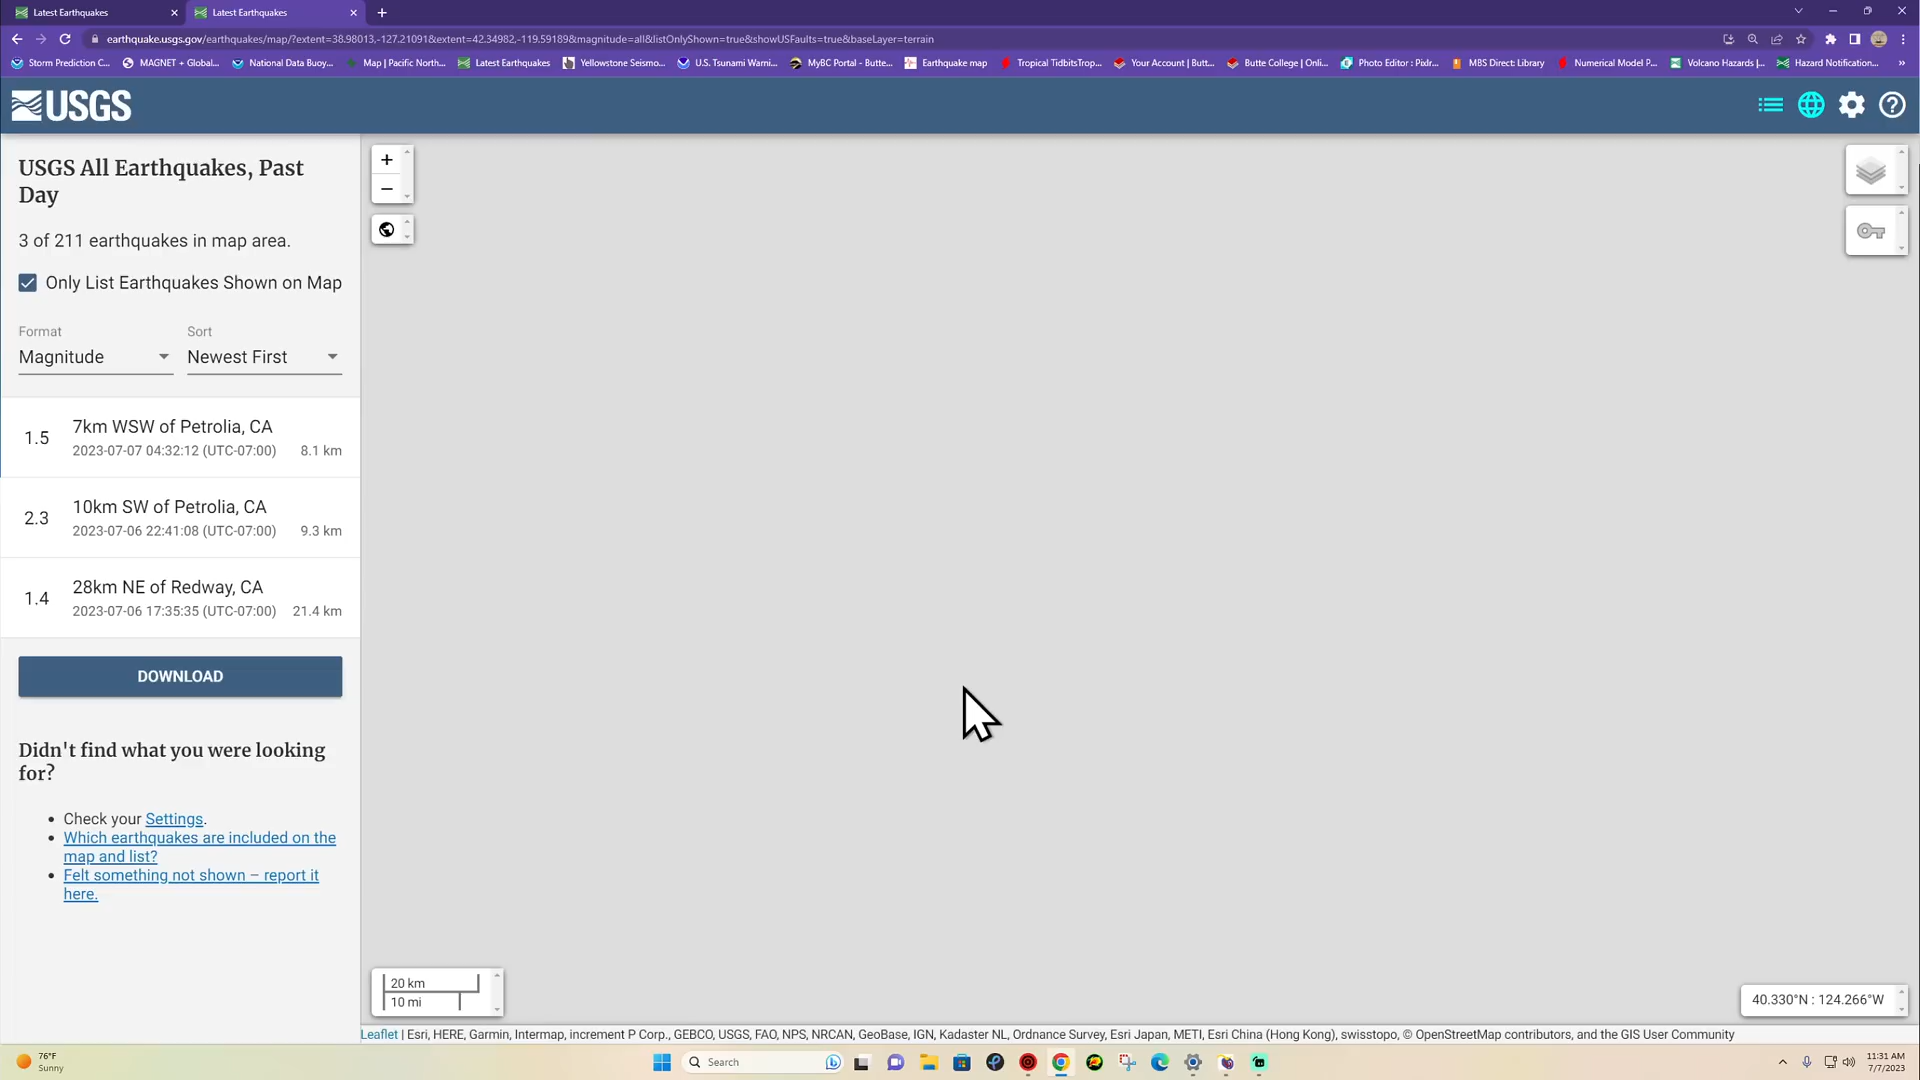 Latest Earthquakes
Latest Earthquakes
earthquake.usgs.gov/earthquakes/map/?extent=38.98013,-127.21091&extent=42.34982,-119.59189&magnitude=all&listOnlyShown=true&showUSFaults=true&baseLayer=terrain
Storm Prediction C... MAGNET + Global... National Data Buoy... Map | Pacific North... Latest Earthquakes Yellowstone Seismo... U.S. Tsunami Warni... MyBC Portal - Butte... Earthquake map Tropical TidbitsTrop... Your Account | Butt... Butte College | Onli... Photo Editor : Pixlr... MBS Direct: Library Numerical Model P... Volcano Hazards |... Hazard Notification... »
USGS
USGS All Earthquakes, Past
Day
3 of 211 earthquakes in map area.
Only List Earthquakes Shown on Map
Format Sort
Magnitude Newest First
1.5 7km WSW of Petrolia, CA
2023-07-07 04:32:12 (UTC-07:00) 8.1 km
2.3 10km SW of Petrolia, CA
2023-07-06 22:41:08 (UTC-07:00) 9.3 km
1.4 28km NE of Redway, CA
2023-07-06 17:35:35 (UTC-07:00) 21.4 km
DOWNLOAD
Didn't find what you were looking
for?
• Check your Settings.
• Which earthquakes are included on the
map and list?
• Felt something not shown – report it
here.
+
−
20 km
10 mi
40.330°N : 124.266°W
Leaflet | Esri, HERE, Garmin, Intermap, increment P Corp., GEBCO, USGS, FAO, NPS, NRCAN, GeoBase, IGN, Kadaster NL, Ordnance Survey, Esri Japan, METI, Esri China (Hong Kong), swisstopo, © OpenStreetMap contributors, and the GIS User Community
76°F
Sunny
Search
11:31 AM
7/7/2023